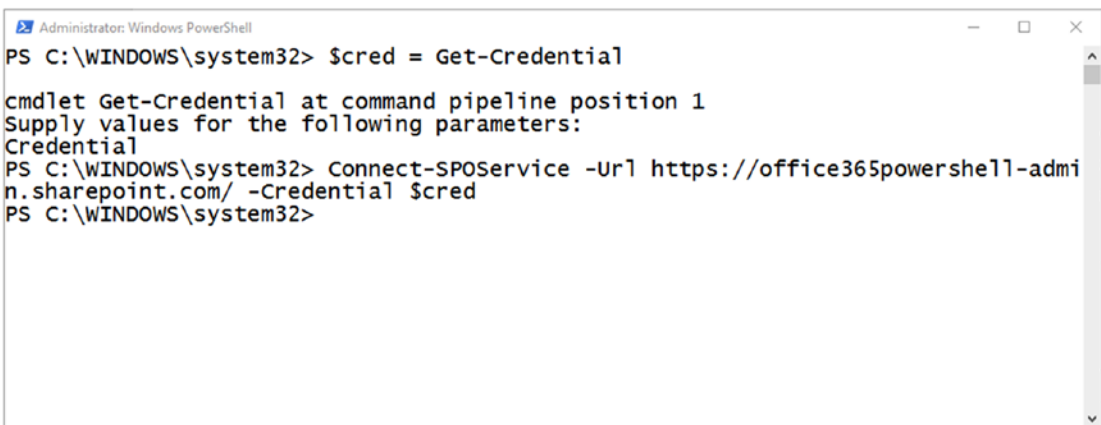 Administrator: Windows PowerShell
PS C:\WINDOWS\system32> $cred = Get-Credential
cmdlet Get-Credential at command pipeline position 1
Supply values for the following parameters:
Credential
PS C:\WINDOWS\system32> Connect-SPOService -Url https://office365powershell-admi
n.sharepoint.com/ -Credential $cred
PS C:\WINDOWS\system32>